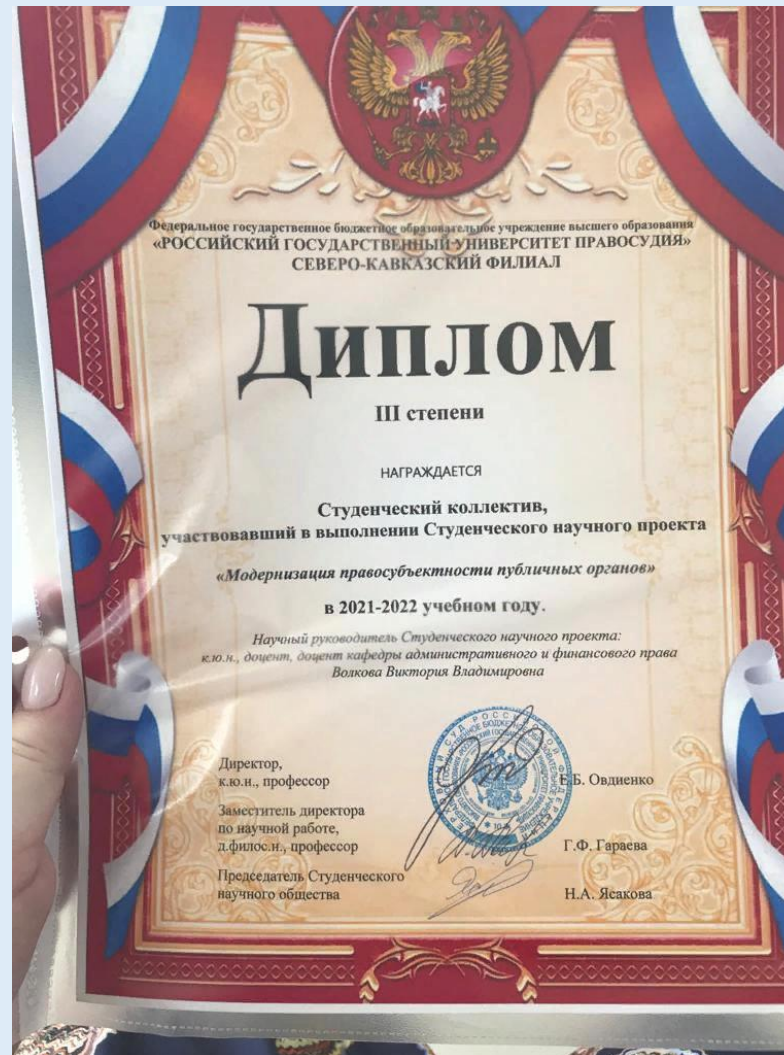 Федеральное государственное бюджетное образовательное учреждение высшего образования
«РОССИЙСКИЙ ГОСУДАРСТВЕННЫЙ УНИВЕРСИТЕТ ПРАВОСУДИЯ»
СЕВЕРО-КАВКАЗСКИЙ ФИЛИАЛ
Диплом
III степени
НАГРАЖДАЕТСЯ
Студенческий коллектив,
участвовавший в выполнении Студенческого научного проекта
«Модернизация правосубъектности публичных органов»
в 2021-2022 учебном году.
Научный руководитель Студенческого научного проекта:
к.ю.н., доцент, доцент кафедры административного и финансового права
Волкова Виктория Владимировна
Директор,
к.ю.н., профессор
Е.Б. Овдиенко
Заместитель директора
по научной работе,
д.филос.н., профессор
Г.Ф. Гараева
Председатель Студенческого
научного общества
Н.А. Ясакова